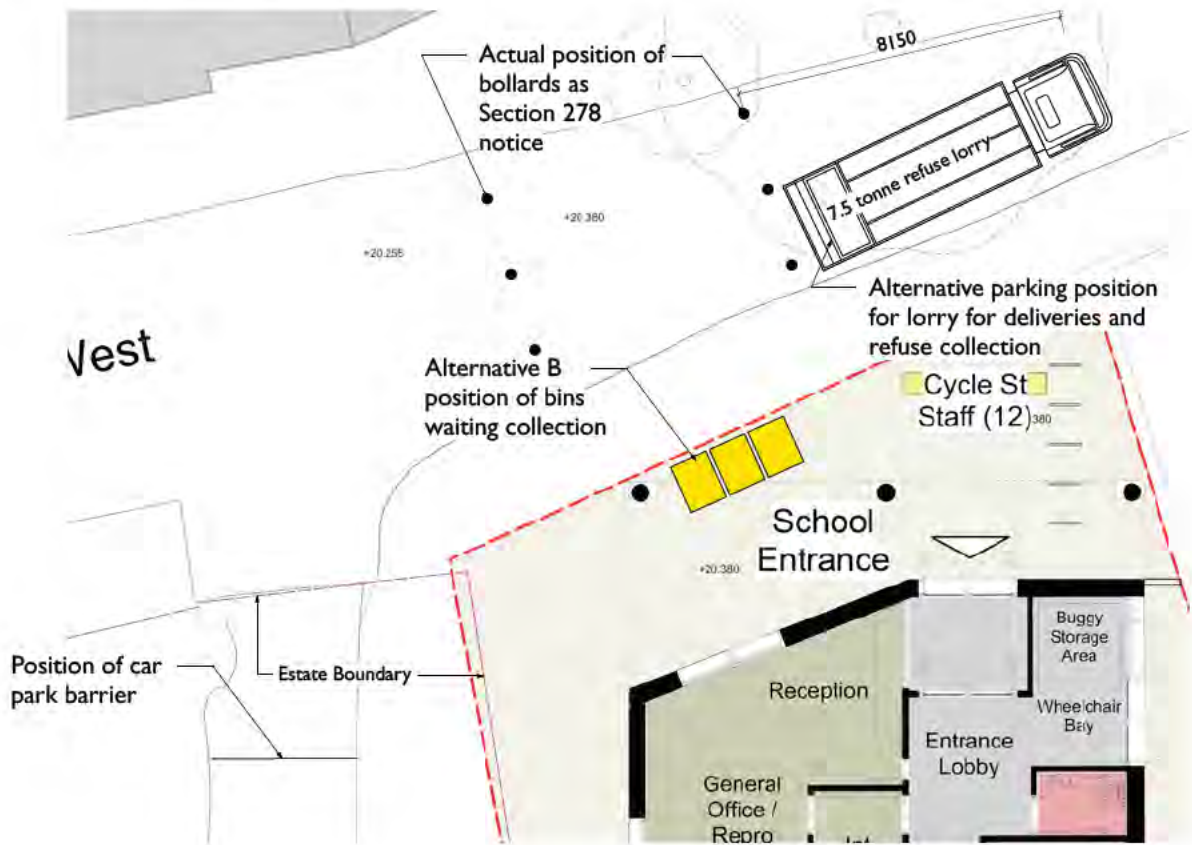 Actual position of
bollards as
Section 278
notice
8150
7.5 tonne refuse lorry
+20.380
+20.255
Alternative parking position
for lorry for deliveries and
refuse collection
Alternative B
position of bins
waiting collection
Cycle St
Staff (12)
380
School
Entrance
+20.380
Buggy
Storage
Area
Position of car
park barrier
Estate Boundary
Reception
Wheelchair
Bay
Entrance
Lobby
General
Office /
Repro